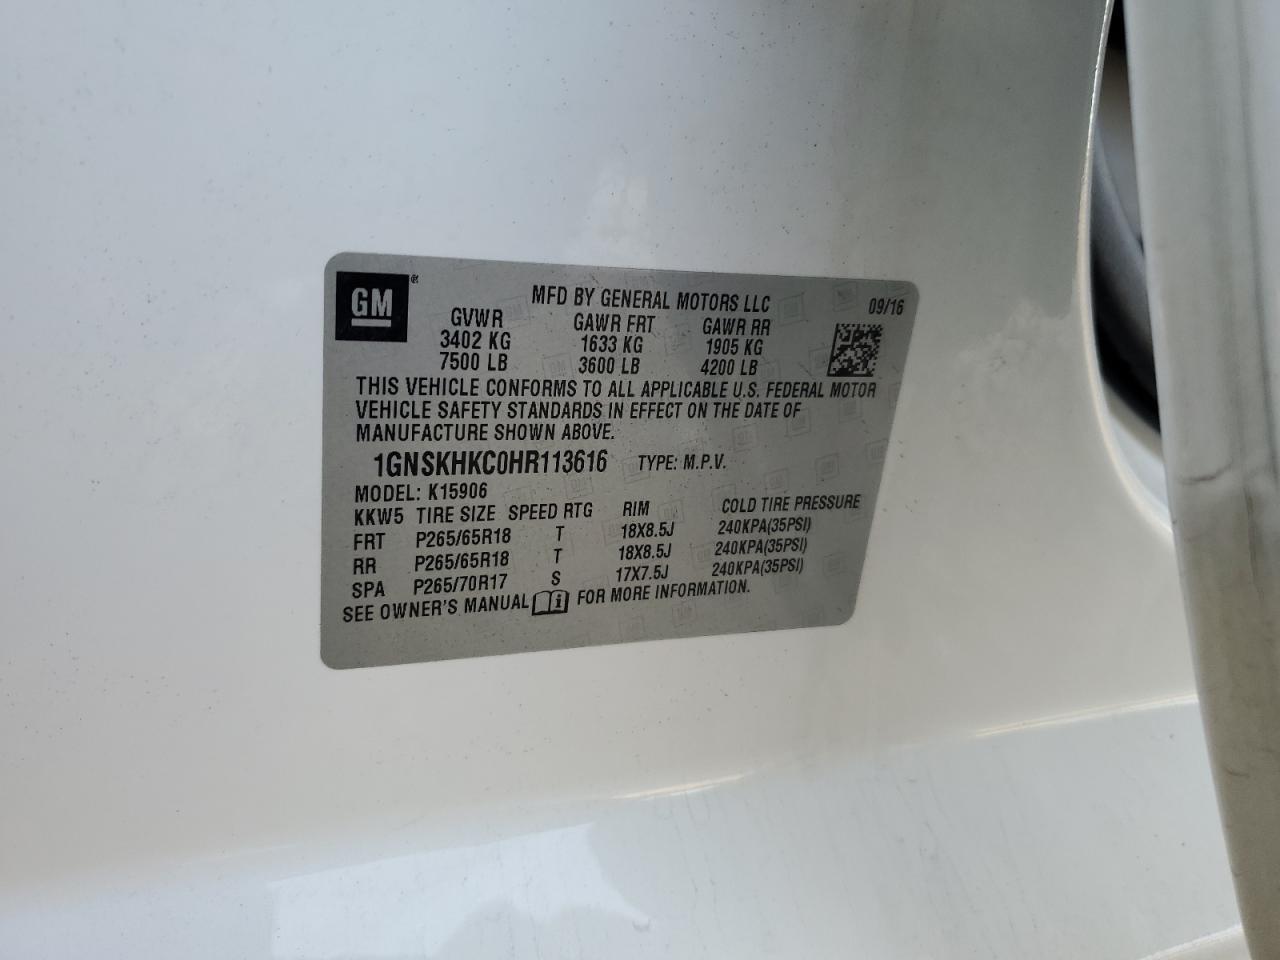 GM ®
MFD BY GENERAL MOTORS LLC 09/16
GVWR GAWR FRT GAWR RR
3402 KG 1633 KG 1905 KG
7500 LB 3600 LB 4200 LB
THIS VEHICLE CONFORMS TO ALL APPLICABLE U.S. FEDERAL MOTOR
VEHICLE SAFETY STANDARDS IN EFFECT ON THE DATE OF
MANUFACTURE SHOWN ABOVE.
1GNSKHKC0HR113616 TYPE: M.P.V.
MODEL: K15906
KKW5 TIRE SIZE SPEED RTG RIM COLD TIRE PRESSURE
FRT P265/65R18 T 18X8.5J 240KPA(35PSI)
RR P265/65R18 T 18X8.5J 240KPA(35PSI)
SPA P265/70R17 S 17X7.5J 240KPA(35PSI)
SEE OWNER'S MANUAL i FOR MORE INFORMATION.